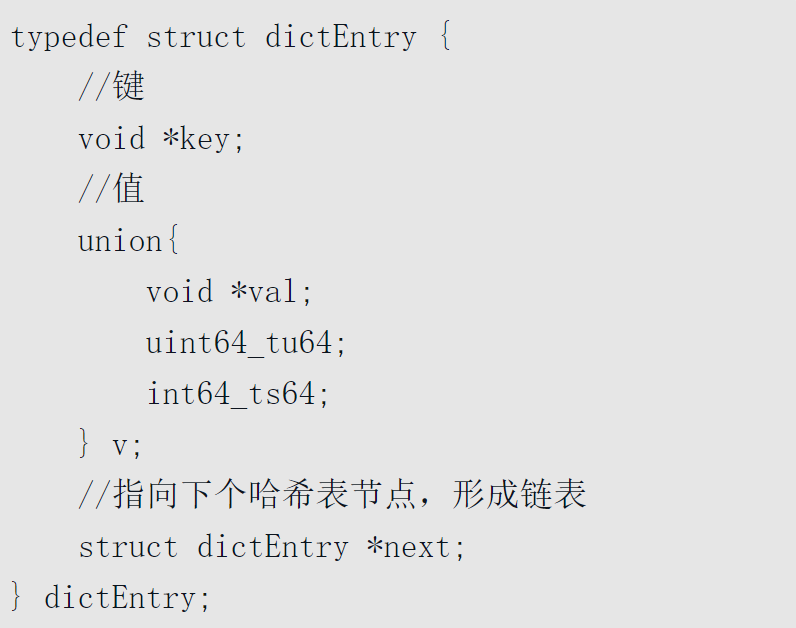 typedef struct dictEntry {
    //键
    void *key;
    //值
    union{
        void *val;
        uint64_tu64;
        int64_ts64;
    } v;
    //指向下个哈希表节点，形成链表
    struct dictEntry *next;
} dictEntry;